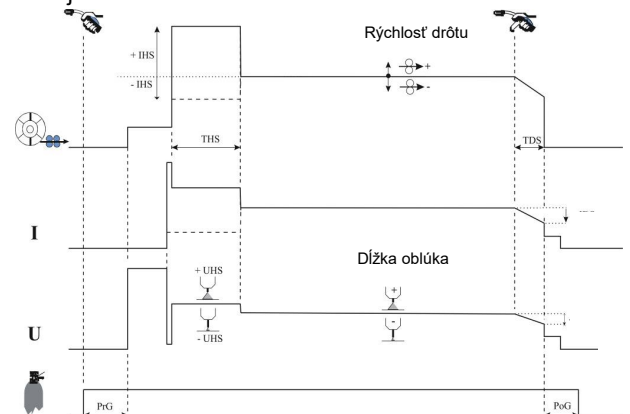 Rýchlosť drôtu
+ IHS
- IHS
+
-
THS
TDS
I
Dĺžka oblúka
+ UHS
+
U
-
- UHS
PrG
PoG